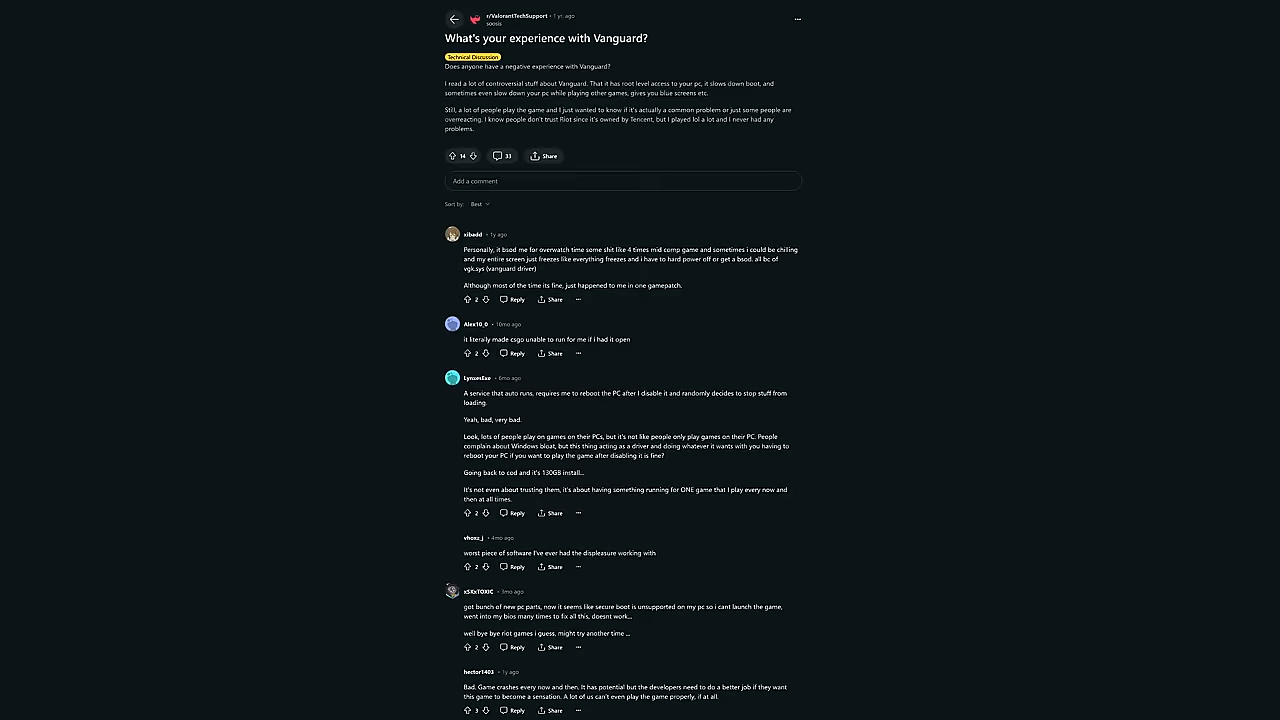 r/ValorantTechSupport • 1 yr. ago
soosis
What's your experience with Vanguard?
Technical Discussion
Does anyone have a negative experience with Vanguard?
I read a lot of controversial stuff about Vanguard. That it has root level access to your pc, it slows down boot, and
sometimes even slow down your pc while playing other games, gives you blue screens etc.
Still, a lot of people play the game and I just wanted to know if it's actually a common problem or just some people are
overreacting. I know people don't trust Riot since it's owned by Tencent, but I played lol a lot and I never had any
problems.
14 33 Share
Add a comment
Sort by: Best
xibadd • 1y ago
Personally, it bsod me for overwatch time some shit like 4 times mid comp game and sometimes i could be chilling
and my entire screen just freezes like everything freezes and i have to hard power off or get a bsod. all bc of
vgk.sys (vanguard driver)
Although most of the time its fine, just happened to me in one gamepatch.
2 Reply Share
Alex10_0 • 10mo ago
it literally made csgo unable to run for me if i had it open
2 Reply Share
LynxesExe • 6mo ago
A service that auto runs, requires me to reboot the PC after I disable it and randomly decides to stop stuff from
loading.
Yeah, bad, very bad.
Look, lots of people play on games on their PCs, but it's not like people only play games on their PC. People
complain about Windows bloat, but this thing acting as a driver and doing whatever it wants with you having to
reboot your PC if you want to play the game after disabling it is fine?
Going back to cod and it's 130GB install...
It's not even about trusting them, it's about having something running for ONE game that I play every now and
then at all times.
2 Reply Share
vhoxz_j • 4mo ago
worst piece of software I've ever had the displeasure working with
2 Reply Share
xSKxTOXIC • 3mo ago
got bunch of new pc parts, now it seems like secure boot is unsupported on my pc so i cant launch the game,
went into my bios many times to fix all this, doesnt work...
well bye bye riot games i guess, might try another time ...
2 Reply Share
hector1403 • 1y ago
Bad. Game crashes every now and then. It has potential but the developers need to do a better job if they want
this game to become a sensation. A lot of us can't even play the game properly, if at all.
3 Reply Share